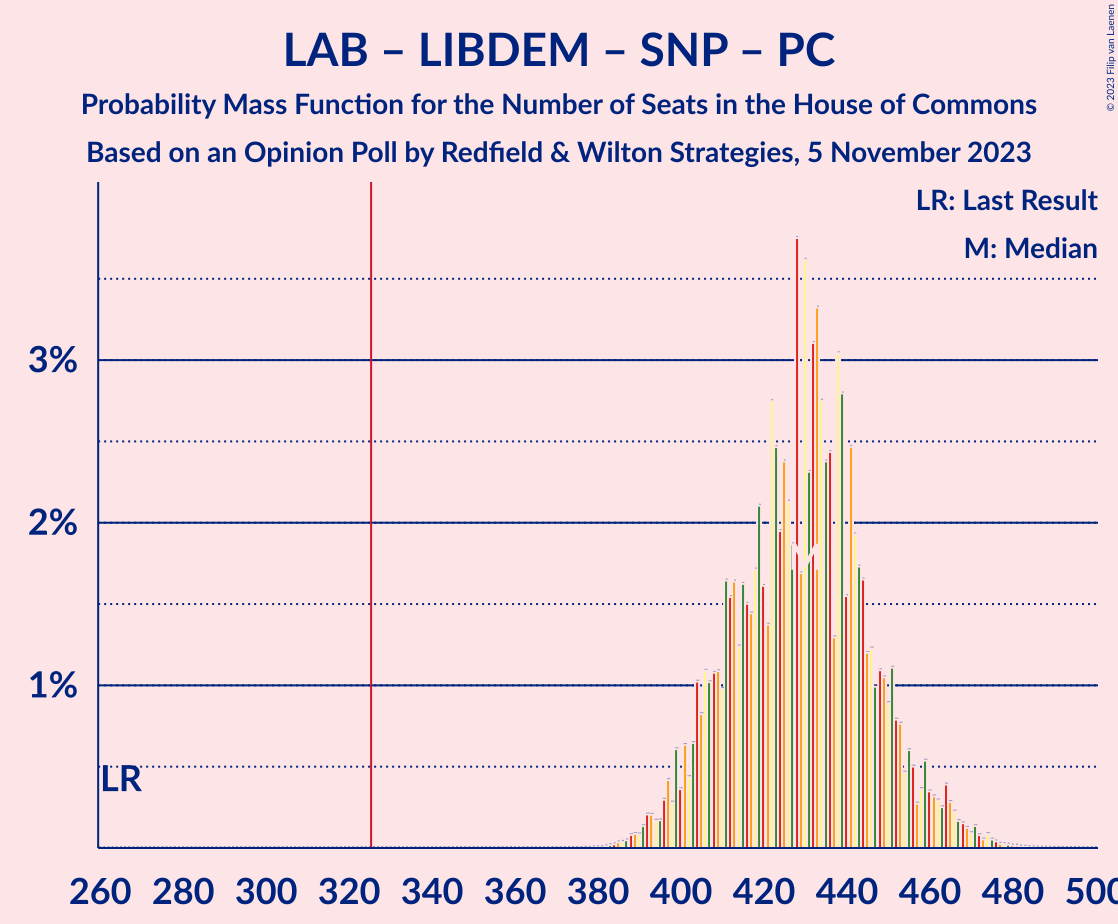 LAB – LIBDEM – SNP – PC
Probability Mass Function for the Number of Seats in the House of Commons
Based on an Opinion Poll by Redfield & Wilton Strategies, 5 November 2023
© 2023 Filip van Laenen
LR: Last Result
M: Median
3%
2%
1%
M
LR
260 280 300 320 340 360 380 400 420 440 460 480 500